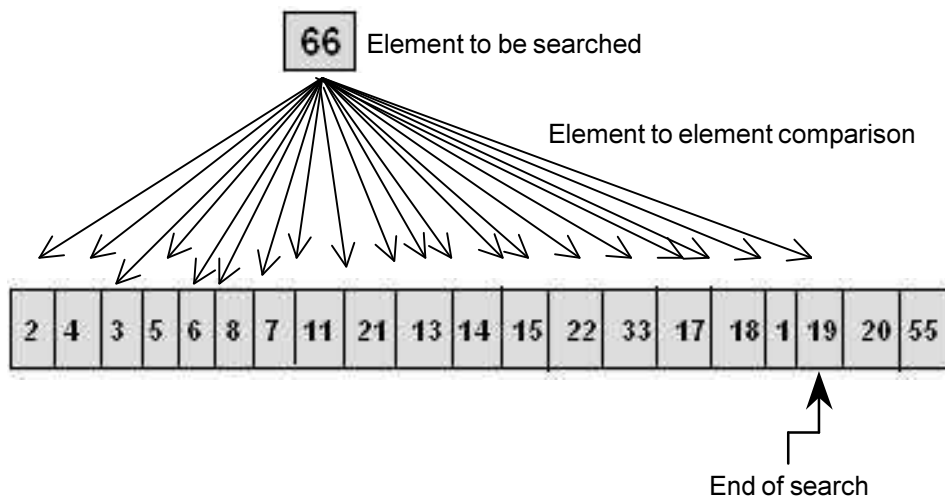 66 Element to be searched
Element to element comparison
2 4 3 5 6 8 7 11 21 13 14 15 22 33 17 18 1 19 20 55
End of search